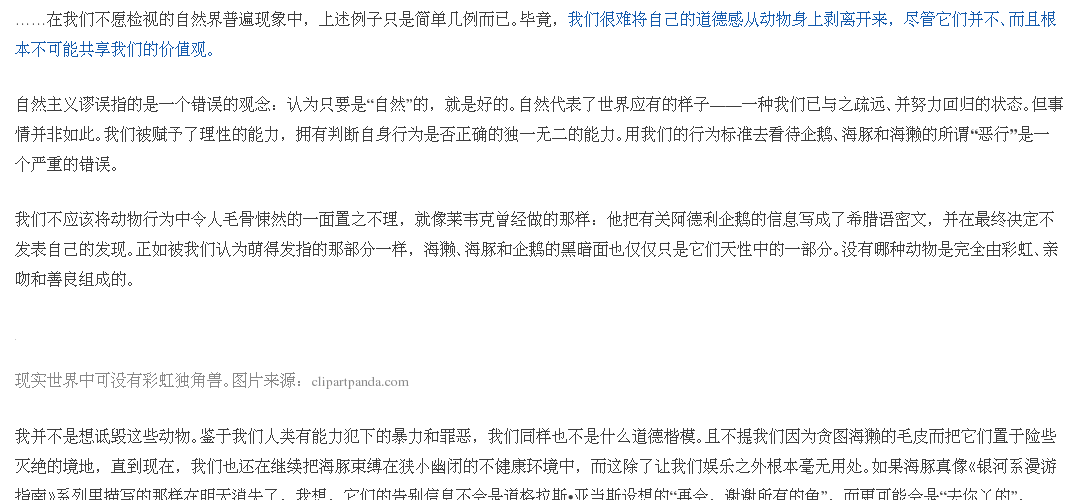 ……在我们不愿检视的自然界普遍现象中，上述例子只是简单几例而已。毕竟，我们很难将自己的道德感从动物身上剥离开来，尽管它们并不、而且根
本不可能共享我们的价值观。
自然主义谬误指的是一个错误的观念：认为只要是“自然”的，就是好的。自然代表了世界应有的样子——一种我们已与之疏远、并努力回归的状态。但事
情并非如此。我们被赋予了理性的能力，拥有判断自身行为是否正确的独一无二的能力。用我们的行为标准去看待企鹅、海豚和海獭的所谓“恶行”是一
个严重的错误。
我们不应该将动物行为中令人毛骨悚然的一面置之不理，就像莱韦克曾经做的那样：他把有关阿德利企鹅的信息写成了希腊语密文，并在最终决定不
发表自己的发现。正如被我们认为萌得发指的那部分一样，海獭、海豚和企鹅的黑暗面也仅仅只是它们天性中的一部分。没有哪种动物是完全由彩虹、亲
吻和善良组成的。
现实世界中可没有彩虹独角兽。图片来源：clipartpanda.com
我并不是想诋毁这些动物。鉴于我们人类有能力犯下的暴力和罪恶，我们同样也不是什么道德楷模。且不提我们因为贪图海獭的毛皮而把它们置于险些
灭绝的境地，直到现在，我们也还在继续把海豚束缚在狭小幽闭的不健康环境中，而这除了让我们娱乐之外根本毫无用处。如果海豚真像《银河系漫游
指南》系列里描写的那样在明天消失了，我想，它们的告别信息不会是道格拉斯•亚当斯设想的“再会，谢谢所有的鱼”，而更可能会是“去你丫的”。